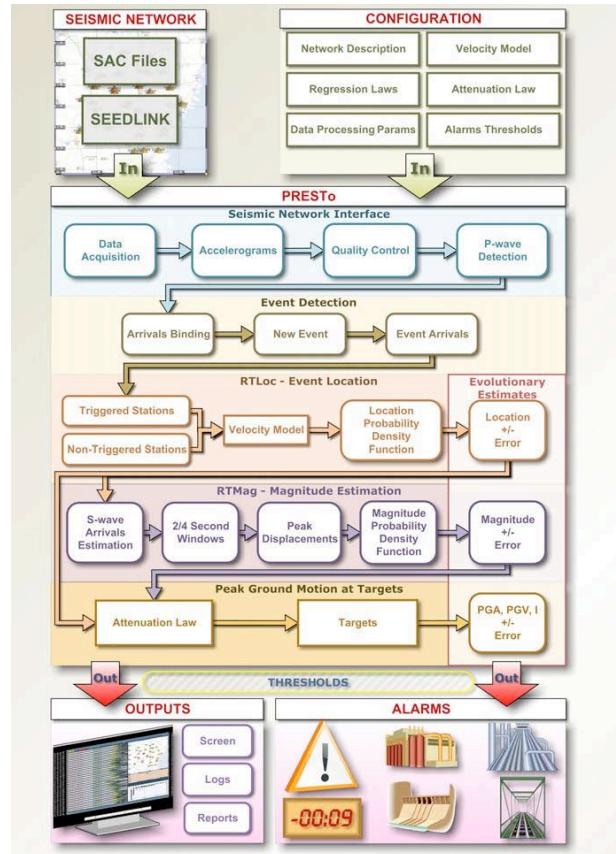 SEISMIC NETWORK
SAC Files
SEEDLINK
In
CONFIGURATION
Network Description
Velocity Model
Regression Laws
Attenuation Law
Data Processing Params
Alarms Thresholds
In
PRESTo
Seismic Network Interface
Data
Acquisition
Accelerograms
Quality Control
P-wave
Detection
Event Detection
Arrivals Binding
New Event
Event Arrivals
RTLoc - Event Location
Evolutionary
Estimates
Triggered Stations
Non-Triggered Stations
Velocity Model
Location
Probability
Density
Function
Location
+/-
Error
RTMag - Magnitude Estimation
S-wave
Arrivals
Estimation
2/4 Second
Windows
Peak
Displacements
Magnitude
Probability
Density
Function
Magnitude
+/-
Error
Peak Ground Motion at Targets
Attenuation Law
Targets
PGA, PGV, I
+/-
Error
Out
THRESHOLDS
Out
OUTPUTS
Screen
Logs
Reports
ALARMS
!
-00:09